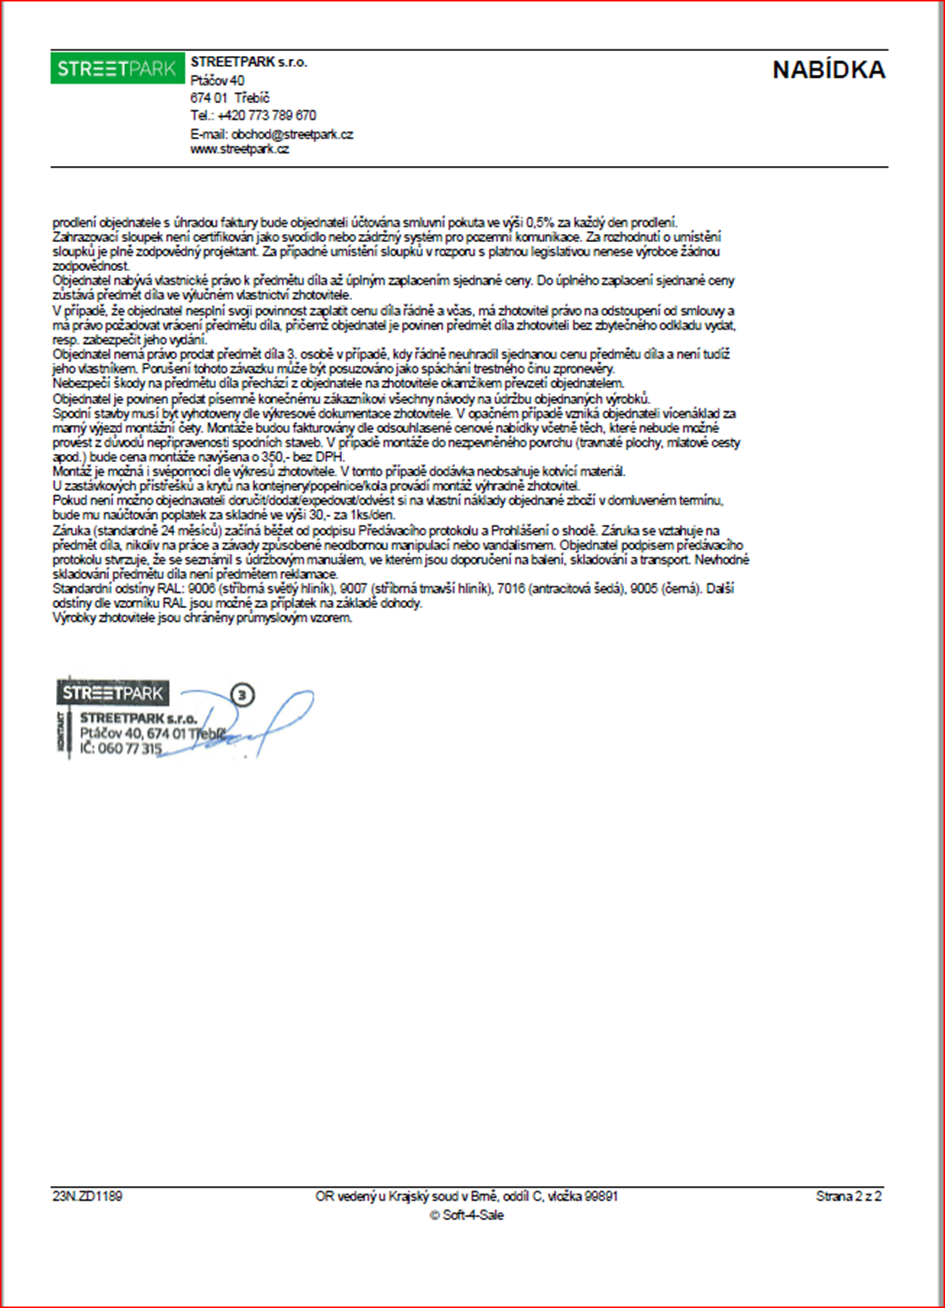 STREETPARK
STREETPARK s.r.o.
Ptáčov 40
674 01 Třebíč
Tel.: +420 773 789 670
E-mail: obchod@streetpark.cz
www.streetpark.cz
NABÍDKA
prodlení objednatele s úhradou faktury bude objednateli účtována smluvní pokuta ve výši 0,5% za každý den prodlení.
Zahrazovací sloupek není certifikován jako svodidlo nebo zádržný systém pro pozemní komunikace. Za rozhodnutí o umístění
sloupků je plně zodpovědný projektant. Za případné umístění sloupků v rozporu s platnou legislativou nenese výrobce žádnou
zodpovědnost.
Objednatel nabývá vlastnické právo k předmětu díla až úplným zaplacením sjednané ceny. Do úplného zaplacení sjednané ceny
zůstává předmět díla ve výlučném vlastnictví zhotovitele.
V případě, že objednatel nesplní svoji povinnost zaplatit cenu díla řádně a včas, má zhotovitel právo na odstoupení od smlouvy a
má právo požadovat vrácení předmětu díla, přičemž objednatel je povinen předmět díla zhotoviteli bez zbytečného odkladu vydat,
resp. zabezpečit jeho vydání.
Objednatel nemá právo prodat předmět díla 3. osobě v případě, kdy řádně neuhradil sjednanou cenu předmětu díla a není tudíž
jeho vlastníkem. Porušení tohoto závazku může být posuzováno jako spáchání trestného činu zpronevěry.
Nebezpečí škody na předmětu díla přechází z objednatele na zhotovitele okamžikem převzetí objednatelem.
Objednatel je povinen předat písemně konečnému zákazníkovi všechny návody na údržbu objednaných výrobků.
Spodní stavby musí být vyhotoveny dle výkresové dokumentace zhotovitele. V opačném případě vzniká objednateli vícenáklad za
marný výjezd montážní čety. Montáže budou fakturovány dle odsouhlasené cenové nabídky včetně těch, které nebude možné
provést z důvodů nepřipravenosti spodních staveb. V případě montáže do nezpevněného povrchu (travnaté plochy, mlatové cesty
apod.) bude cena montáže navýšena o 350,- bez DPH.
Montáž je možná i svépomocí dle výkresů zhotovitele. V tomto případě dodávka neobsahuje kotvící materiál.
U zastávkových přístřešků a krytů na kontejnery/popelnice/kola provádí montáž výhradně zhotovitel.
Pokud není možno objednavateli doručit/dodat/expedovat/odvést si na vlastní náklady objednané zboží v domluveném termínu,
bude mu naúčtován poplatek za skladné ve výši 30,- za 1ks/den.
Záruka (standardně 24 měsíců) začíná běžet od podpisu Předávacího protokolu a Prohlášení o shodě. Záruka se vztahuje na
předmět díla, nikoliv na práce a závady způsobené neodbornou manipulací nebo vandalismem. Objednatel podpisem předávacího
protokolu stvrzuje, že se seznámil s údržbovým manuálem, ve kterém jsou doporučení na balení, skladování a transport. Nevhodné
skladování předmětu díla není předmětem reklamace.
Standardní odstíny RAL: 9006 (stříbrná světlý hliník), 9007 (stříbrná tmavší hliník), 7016 (antracitová šedá), 9005 (černá). Další
odstíny dle vzorníku RAL jsou možné za příplatek na základě dohody.
Výrobky zhotovitele jsou chráněny průmyslovým vzorem.
STREETPARK 3
KONTAKT
STREETPARK s.r.o.
Ptáčov 40, 674 01 Třebíč
IČ: 060 77 315
23N.ZD1189 OR vedený u Krajský soud v Brně, oddíl C, vložka 99891 Strana 2 z 2
© Soft-4-Sale